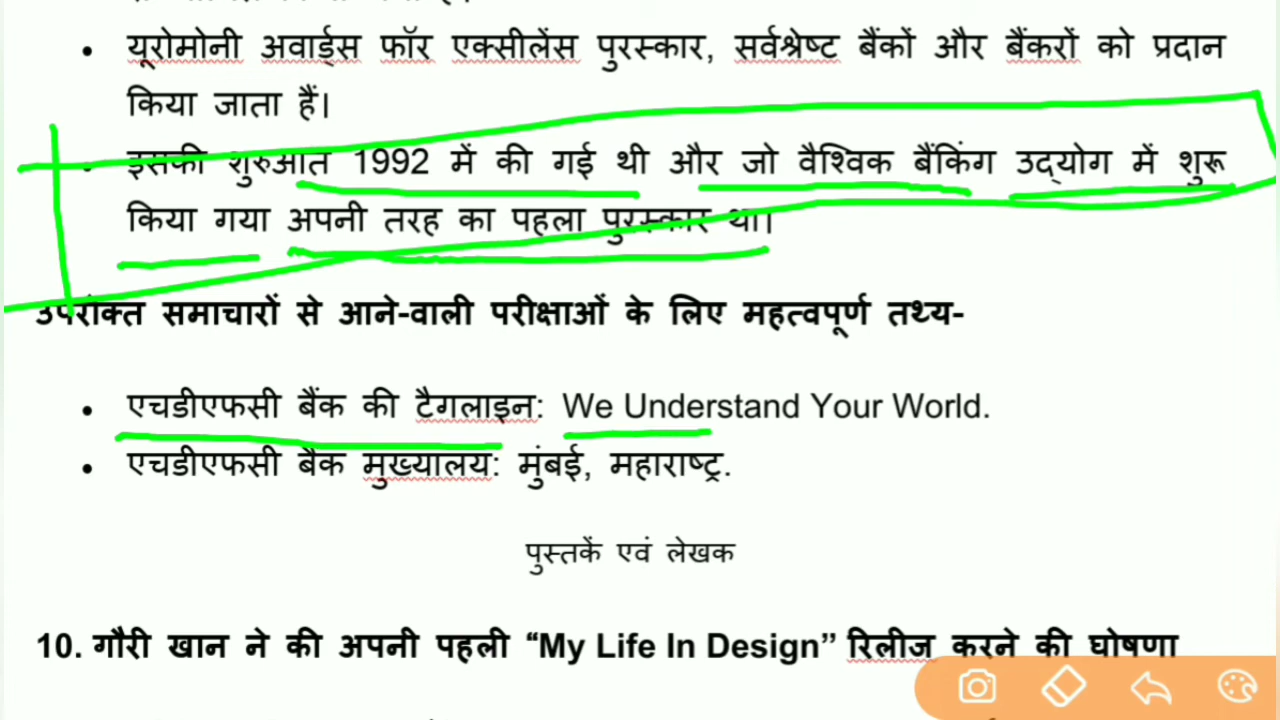 यूरोमोनी अवार्ड्स फॉर एक्सीलेंस पुरस्कार, सर्वश्रेष्ट बैंकों और बैंकरों को प्रदान
किया जाता हैं।
इसकी शुरुआत 1992 में की गई थी और जो वैश्विक बैंकिंग उद्योग में शुरू
किया गया अपनी तरह का पहला पुरस्कार था।
उपरोक्त समाचारों से आने-वाली परीक्षाओं के लिए महत्वपूर्ण तथ्य-
एचडीएफसी बैंक की टैगलाइन: We Understand Your World.
एचडीएफसी बैंक मुख्यालय: मुंबई, महाराष्ट्र.
पुस्तकें एवं लेखक
10. गौरी खान ने की अपनी पहली “My Life In Design” रिलीज करने की घोषणा